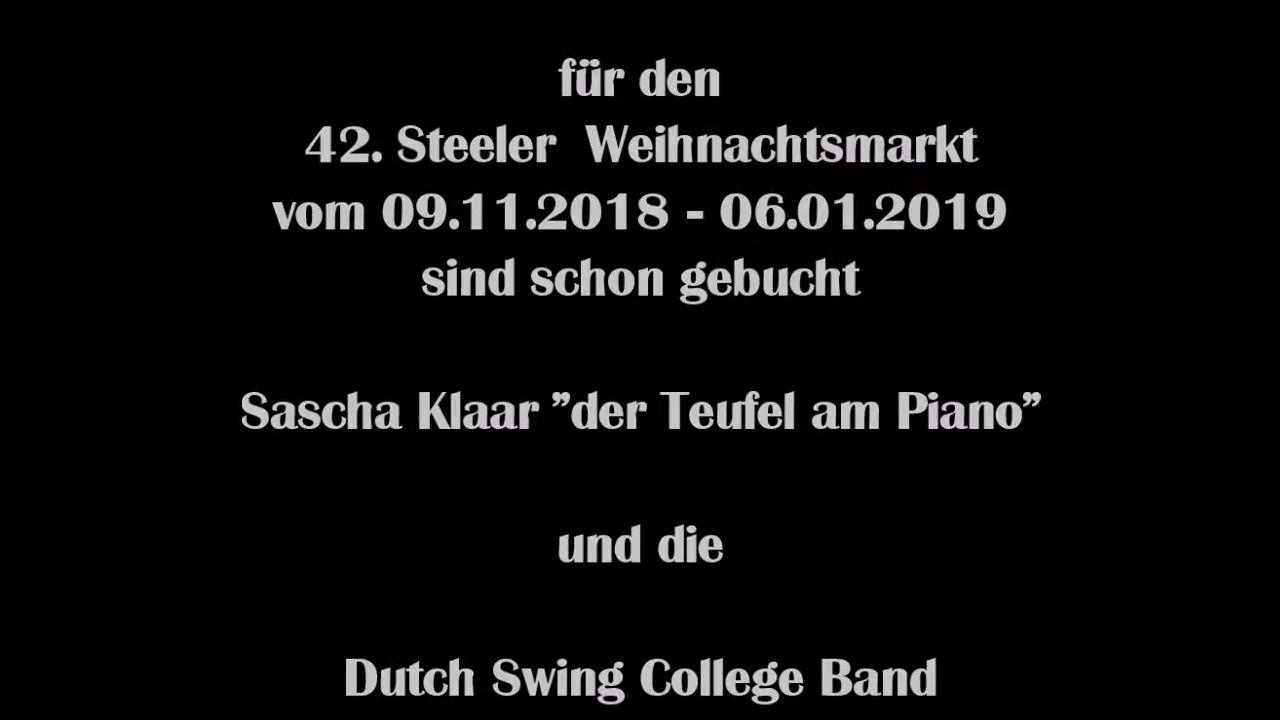 für den
42. Steeler Weihnachtsmarkt
vom 09.11.2018 - 06.01.2019
sind schon gebucht
Sascha Klaar ”der Teufel am Piano”
und die
Dutch Swing College Band